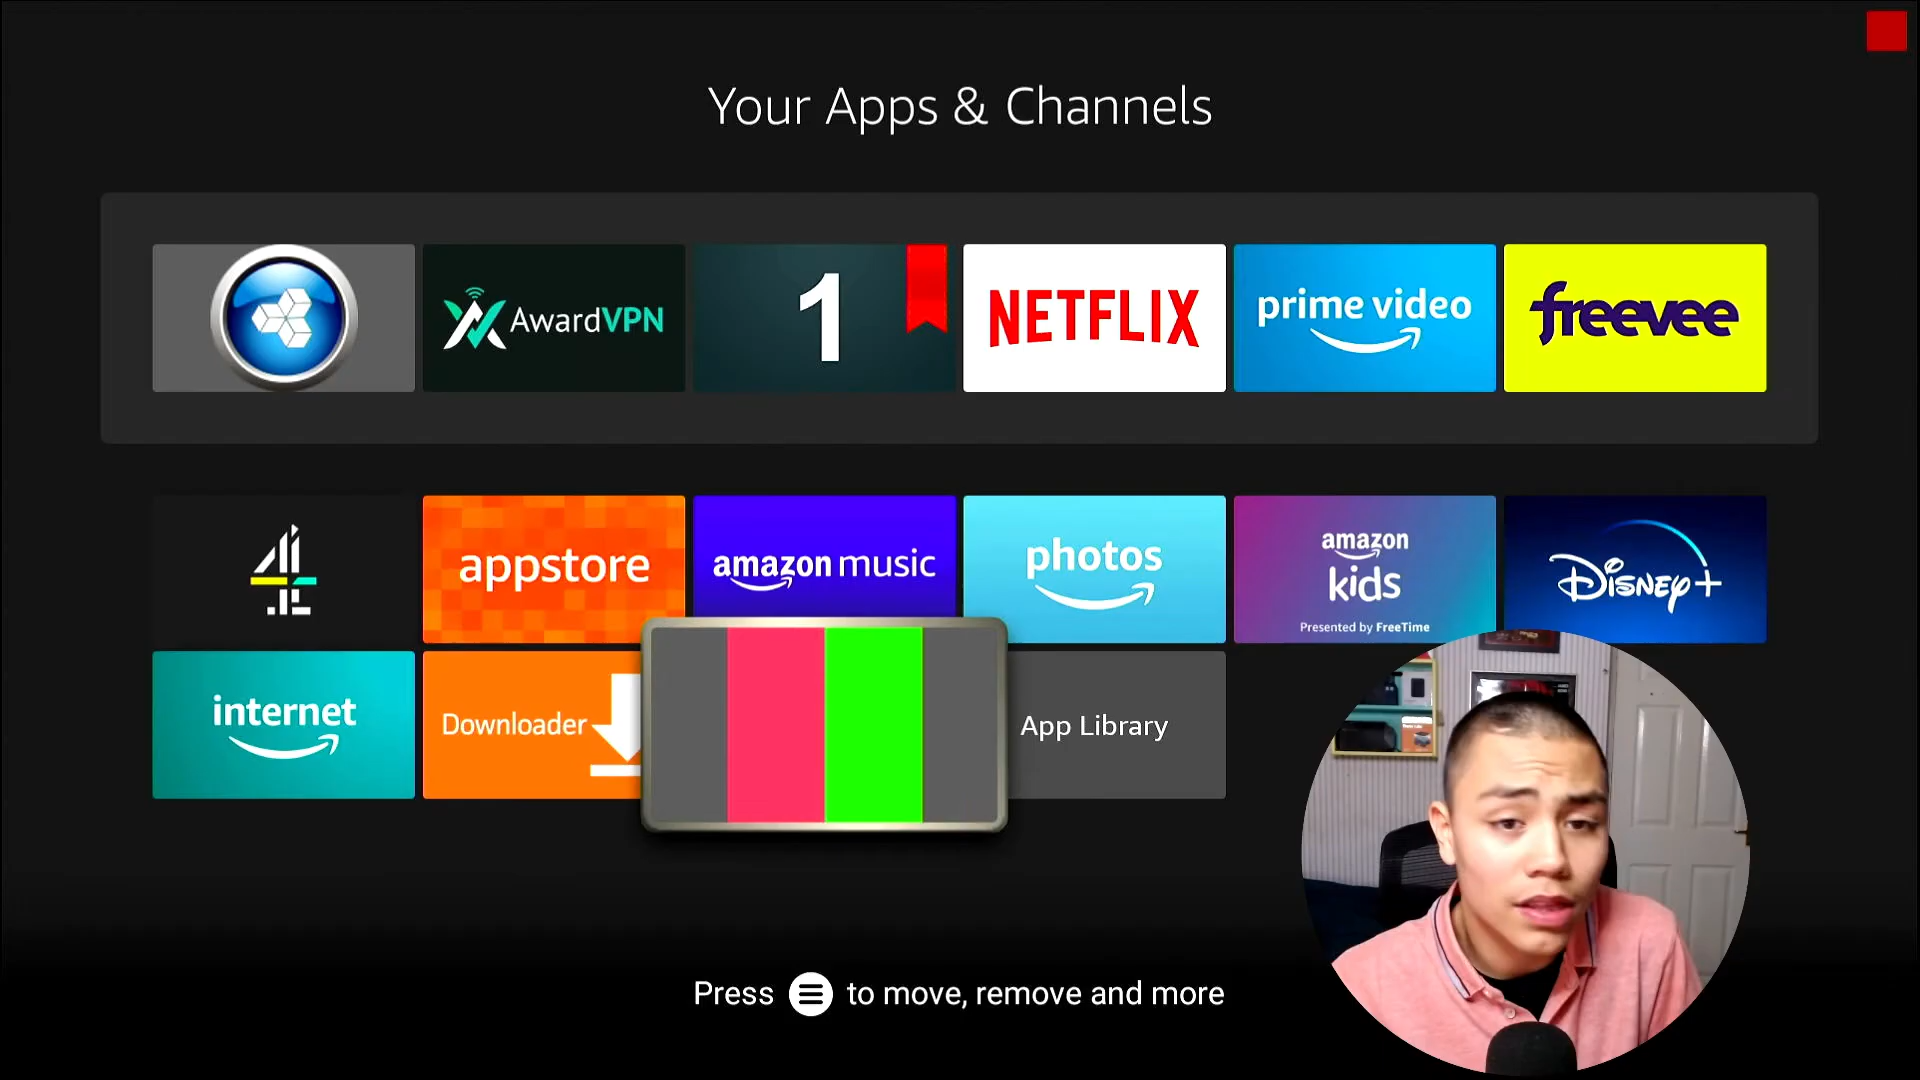 Your Apps & Channels
AwardVPN
1
NETFLIX
prime video
freevee
4
appstore
amazon music
photos
amazon
kids
Presented by FreeTime
Disney+
internet
Downloader
App Library
Press to move, remove and more